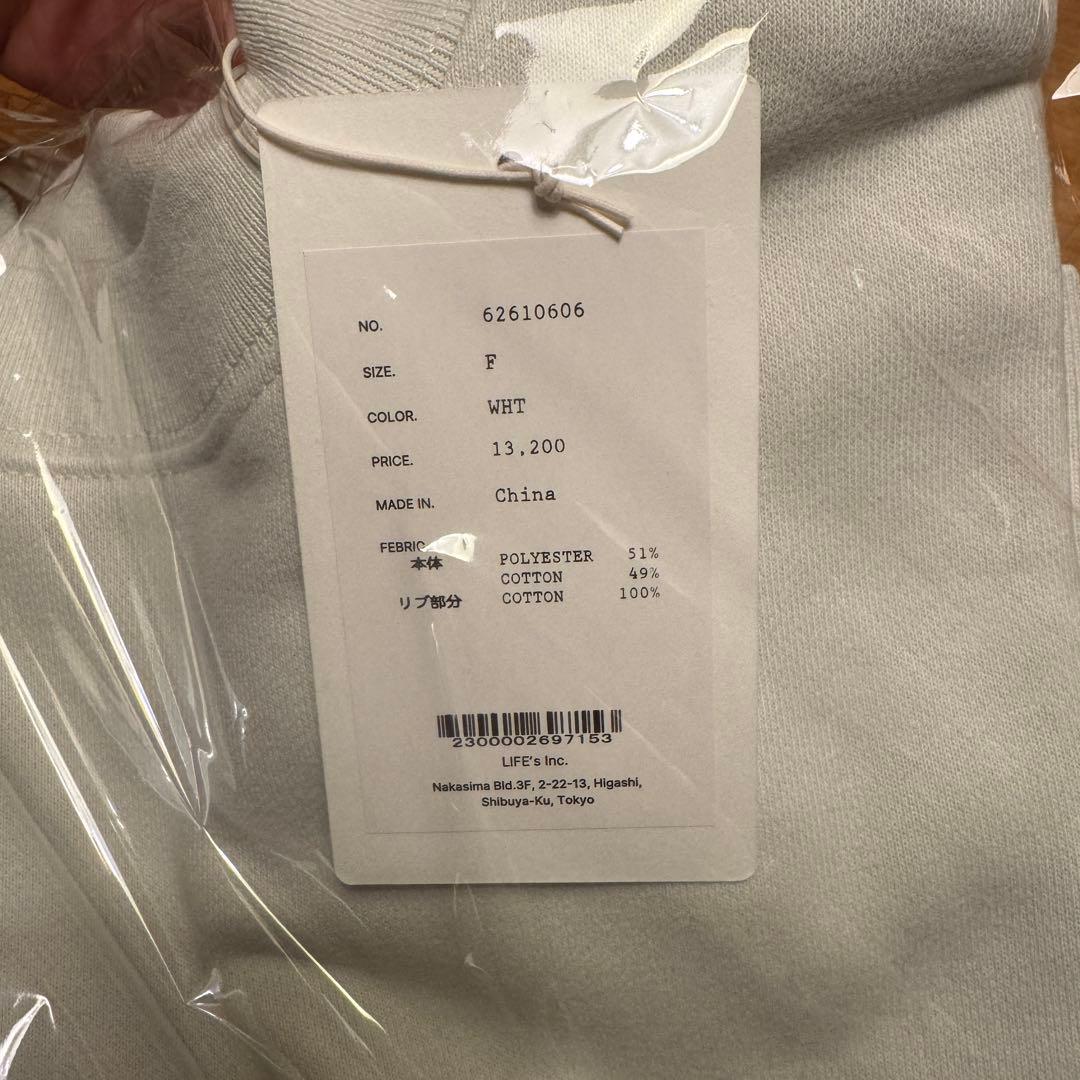 NO. 62610606
SIZE. F
COLOR. WHT
PRICE. 13,200
MADE IN. China
FEBRIC
本体 POLYESTER 51%
COTTON 49%
リブ部分 COTTON 100%
2300002697153
LIFE's Inc.
Nakasima Bld.3F, 2-22-13, Higashi,
Shibuya-Ku, Tokyo